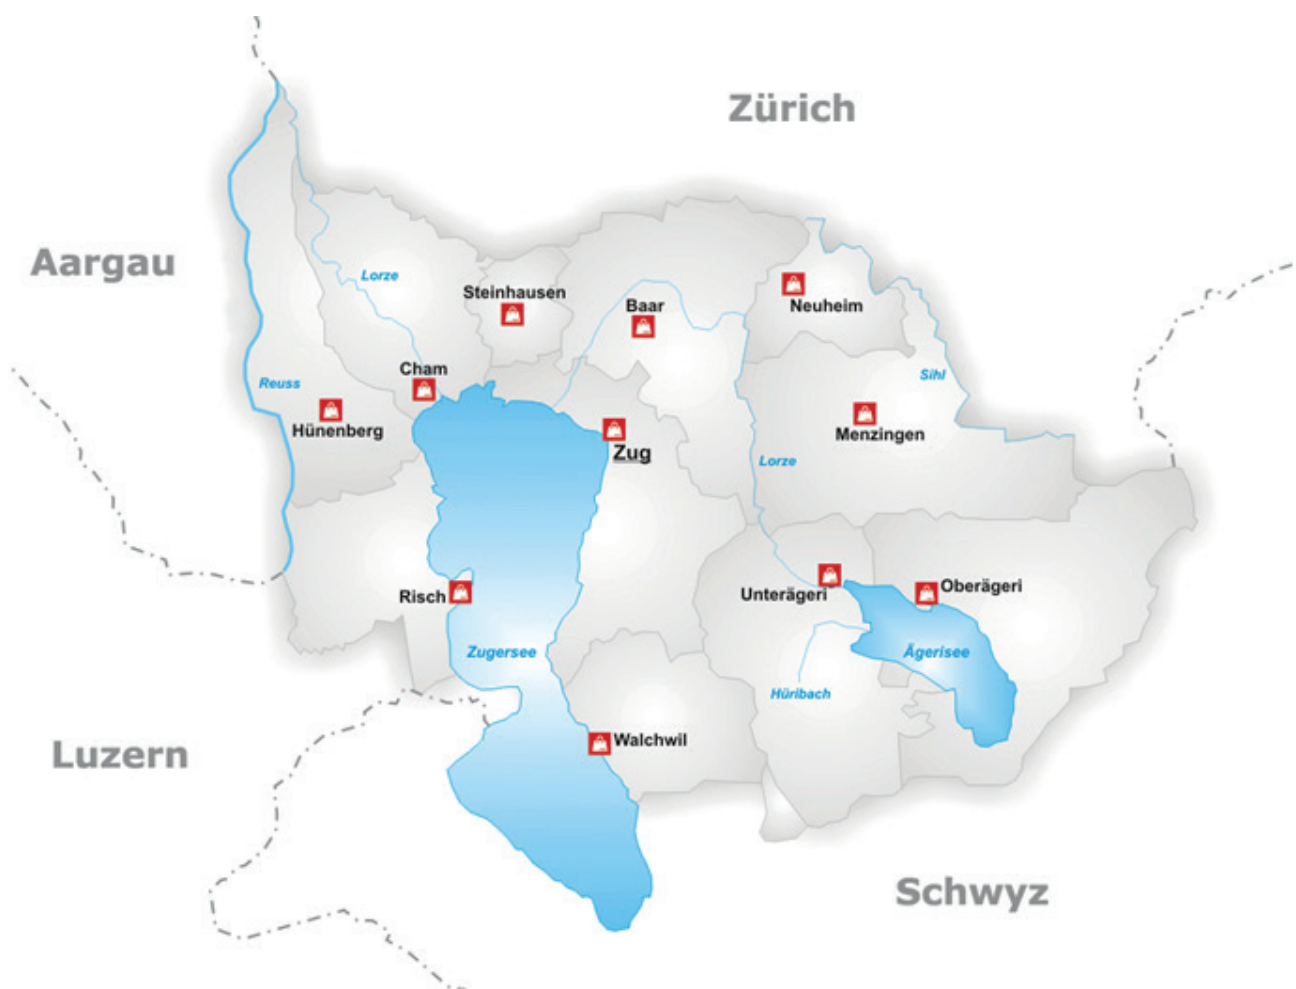 Zürich
Aargau
Lorze
Steinhausen
Baar
Neuheim
Cham
Reuss
Sihl
Hünenberg
Menzingen
Zug
Lorze
Risch
Unterägeri
Oberägeri
Zugersee
Ägerisee
Hüribach
Walchwil
Luzern
Schwyz